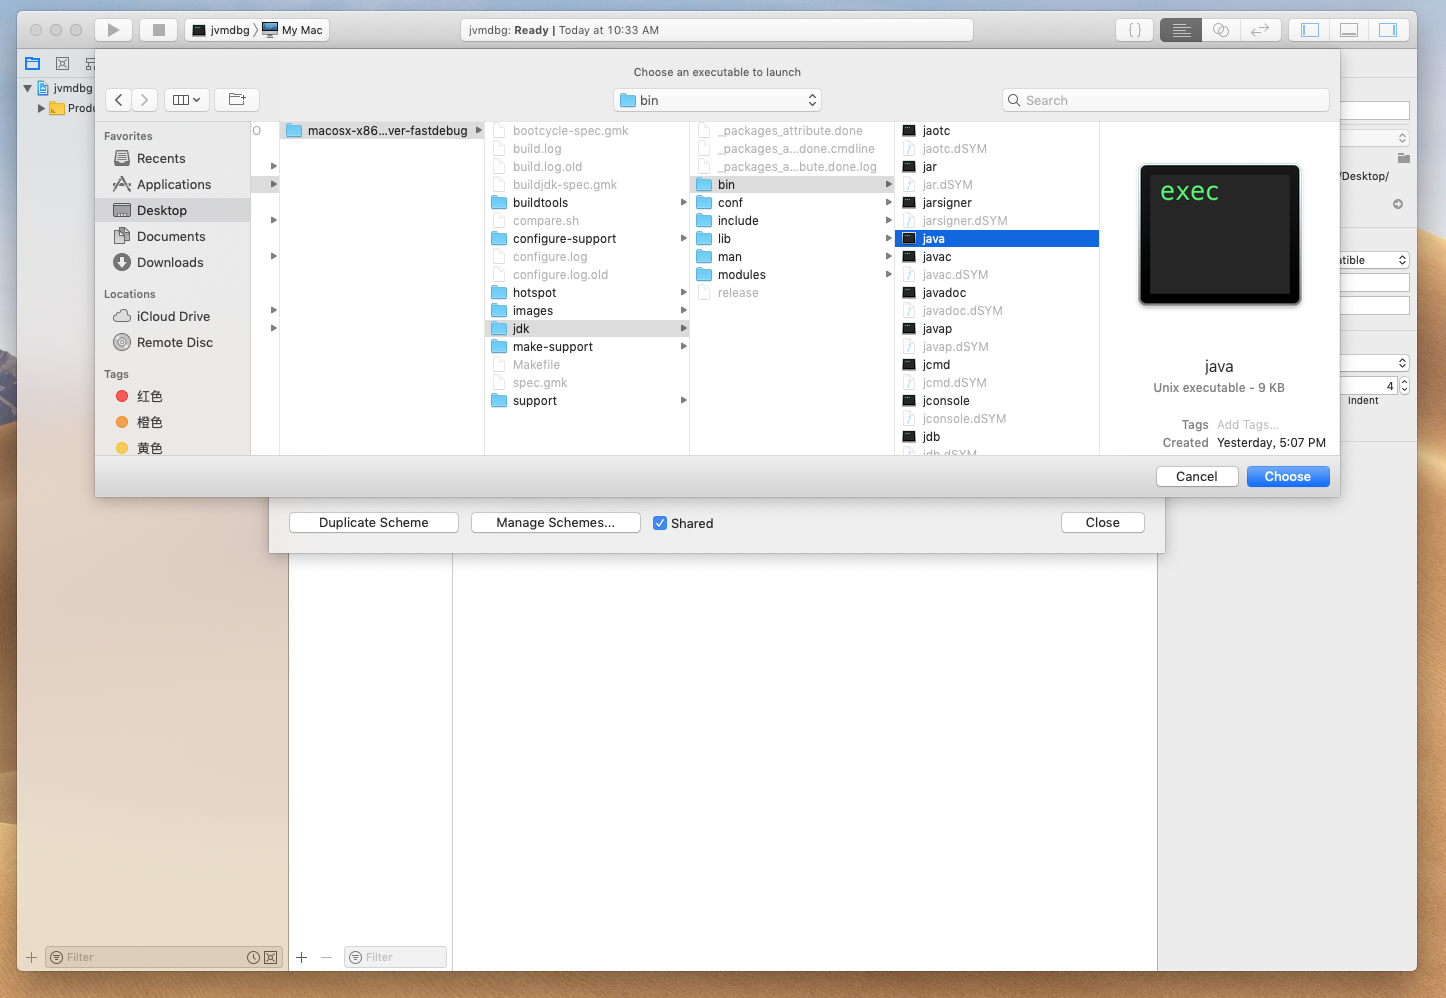 jvmdbg
My Mac
jvmdbg: Ready | Today at 10:33 AM
{ }
Choose an executable to launch
bin
Search
jvmdbg
Produ
Favorites
Recents
Applications
Desktop
Documents
Downloads
Locations
iCloud Drive
Remote Disc
Tags
红色
橙色
黄色
O
macosx-x86...ver-fastdebug
bootcycle-spec.gmk
build.log
build.log.old
buildjdk-spec.gmk
buildtools
compare.sh
configure-support
configure.log
configure.log.old
hotspot
images
jdk
make-support
Makefile
spec.gmk
support
_packages_attribute.done
_packages_a...done.cmdline
_packages_a...bute.done.log
bin
conf
include
lib
man
modules
release
jaotc
jaotc.dSYM
jar
jar.dSYM
jarsigner
jarsigner.dSYM
java
javac
javac.dSYM
javadoc
javadoc.dSYM
javap
javap.dSYM
jcmd
jcmd.dSYM
jconsole
jconsole.dSYM
jdb
jdb.dSYM
exec
java
Unix executable - 9 KB
Tags Add Tags...
Created Yesterday, 5:07 PM
/Desktop/
tible
4
Indent
Cancel
Choose
Duplicate Scheme
Manage Schemes...
Shared
Close
Filter
Filter